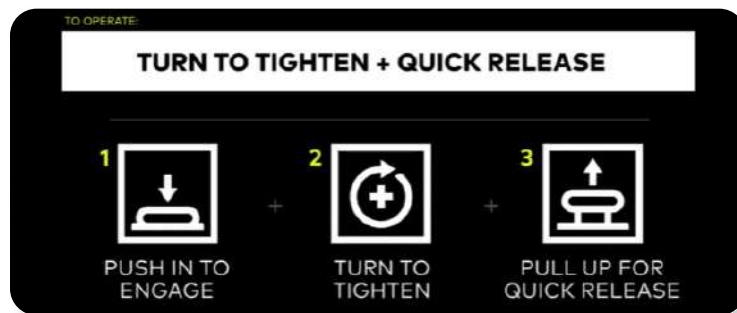 TO OPERATE:
TURN TO TIGHTEN + QUICK RELEASE
1
PUSH IN TO
ENGAGE
+
2
TURN TO
TIGHTEN
+
3
PULL UP FOR
QUICK RELEASE